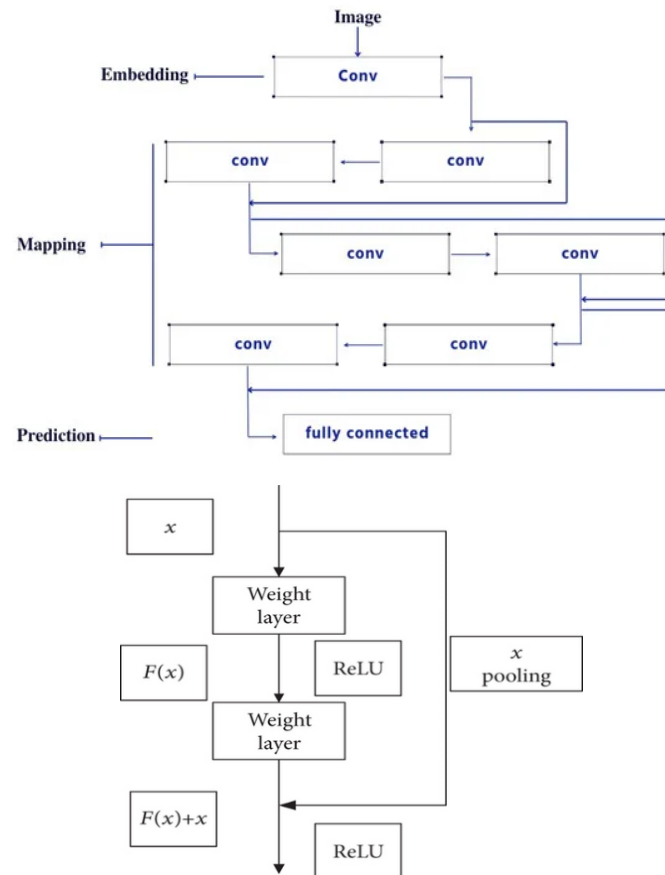 Image
Embedding
Conv
conv
conv
Mapping
conv
conv
conv
conv
Prediction
fully connected
x
Weight
layer
F(x)
ReLU
x
pooling
Weight
layer
F(x)+x
ReLU